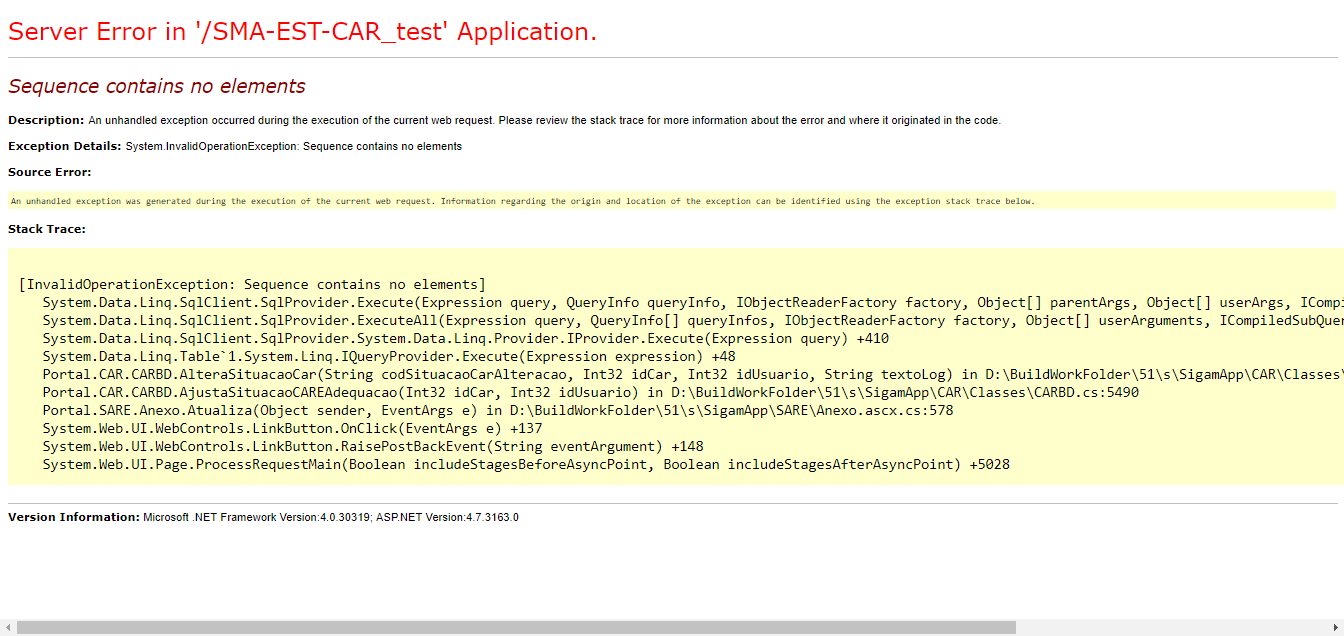 Server Error in '/SMA-EST-CAR_test' Application.
Sequence contains no elements
Description: An unhandled exception occurred during the execution of the current web request. Please review the stack trace for more information about the error and where it originated in the code.
Exception Details: System.InvalidOperationException: Sequence contains no elements
Source Error:
An unhandled exception was generated during the execution of the current web request. Information regarding the origin and location of the exception can be identified using the exception stack trace below.
Stack Trace:
[InvalidOperationException: Sequence contains no elements]
System.Data.Linq.SqlClient.SqlProvider.Execute(Expression query, QueryInfo queryInfo, IObjectReaderFactory factory, Object[] parentArgs, Object[] userArgs, ICompi
System.Data.Linq.SqlClient.SqlProvider.ExecuteAll(Expression query, QueryInfo[] queryInfos, IObjectReaderFactory factory, Object[] userArguments, ICompiledSubQue
System.Data.Linq.SqlClient.SqlProvider.System.Data.Linq.Provider.IProvider.Execute(Expression query) +410
System.Data.Linq.Table`1.System.Linq.IQueryProvider.Execute(Expression expression) +48
Portal.CAR.CARBD.AlteraSituacaoCar(String codSituacaoCarAlteracao, Int32 idCar, Int32 idUsuario, String textoLog) in D:\BuildWorkFolder\51\s\SigamApp\CAR\Classes\
Portal.CAR.CARBD.AjustaSituacaoCAREAdequacao(Int32 idCar, Int32 idUsuario) in D:\BuildWorkFolder\51\s\SigamApp\CAR\Classes\CARBD.cs:5490
Portal.SARE.Anexo.Atualiza(Object sender, EventArgs e) in D:\BuildWorkFolder\51\s\SigamApp\SARE\Anexo.ascx.cs:578
System.Web.UI.WebControls.LinkButton.OnClick(EventArgs e) +137
System.Web.UI.WebControls.LinkButton.RaisePostBackEvent(String eventArgument) +148
System.Web.UI.Page.ProcessRequestMain(Boolean includeStagesBeforeAsyncPoint, Boolean includeStagesAfterAsyncPoint) +5028
Version Information: Microsoft .NET Framework Version:4.0.30319; ASP.NET Version:4.7.3163.0